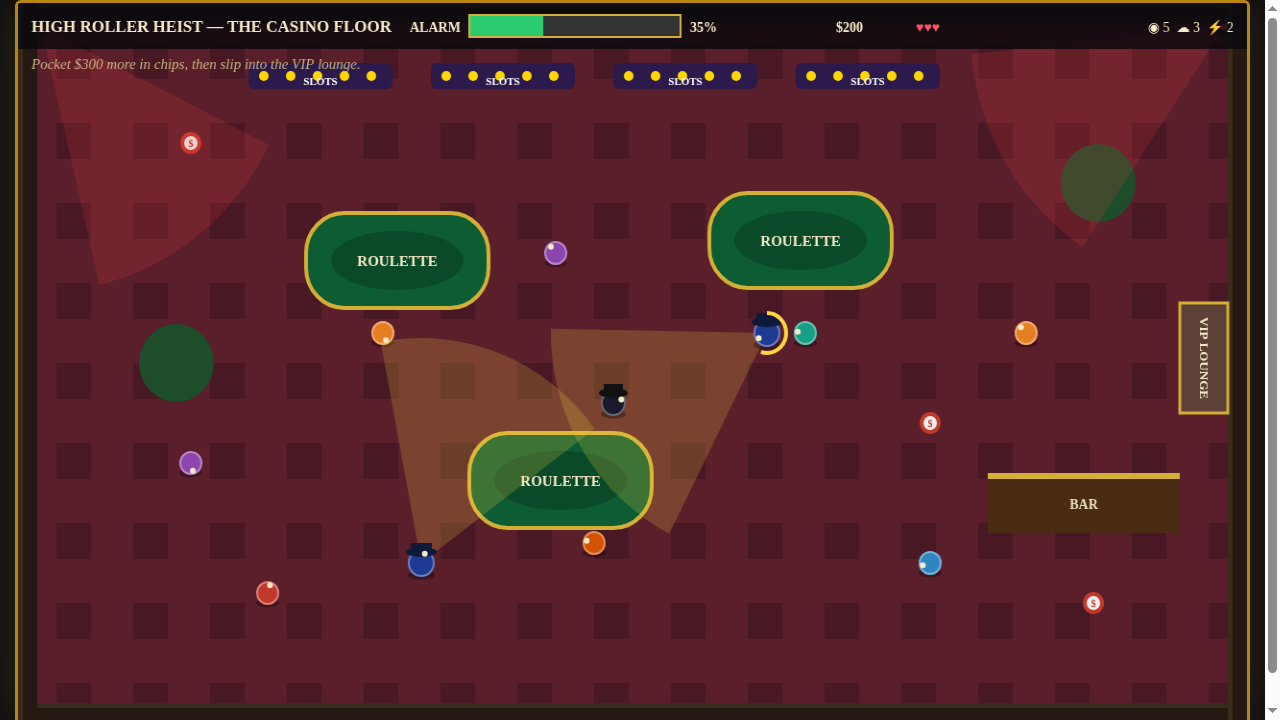 HIGH ROLLER HEIST — THE CASINO FLOOR
ALARM 35% $200 ♥♥♥ ◉ 5 ☁ 3 ⚡ 2
Pocket $300 more in chips, then slip into the VIP lounge.
SLOTS SLOTS SLOTS SLOTS
$
ROULETTE
ROULETTE
VIP LOUNGE
$
ROULETTE
BAR
$